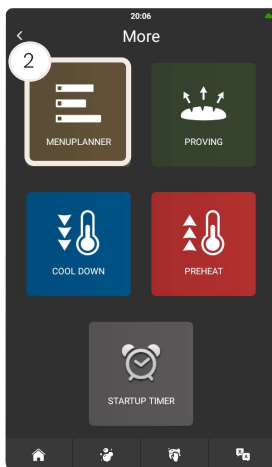 20:06
< More
2
MENUPLANNER
PROVING
COOL DOWN
PREHEAT
STARTUP TIMER